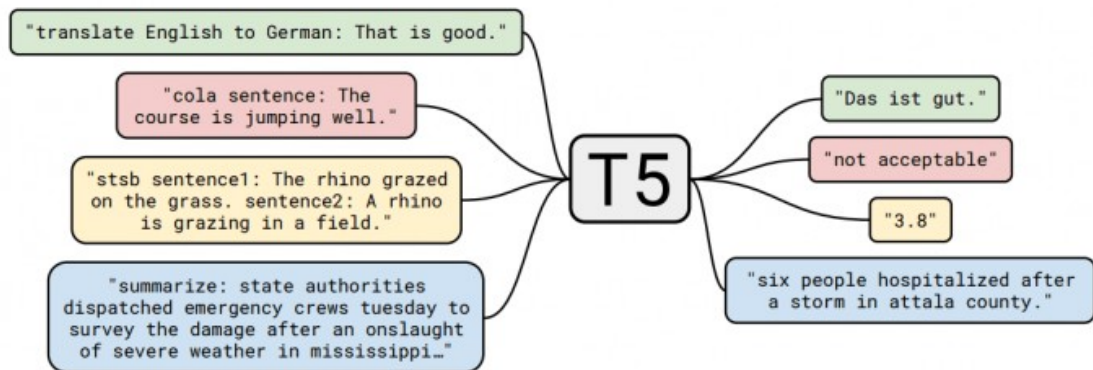 "translate English to German: That is good."
"cola sentence: The
course is jumping well."
"stsb sentence1: The rhino grazed
on the grass. sentence2: A rhino
is grazing in a field."
"summarize: state authorities
dispatched emergency crews tuesday to
survey the damage after an onslaught
of severe weather in mississippi…"
T5
"Das ist gut."
"not acceptable"
"3.8"
"six people hospitalized after
a storm in attala county."